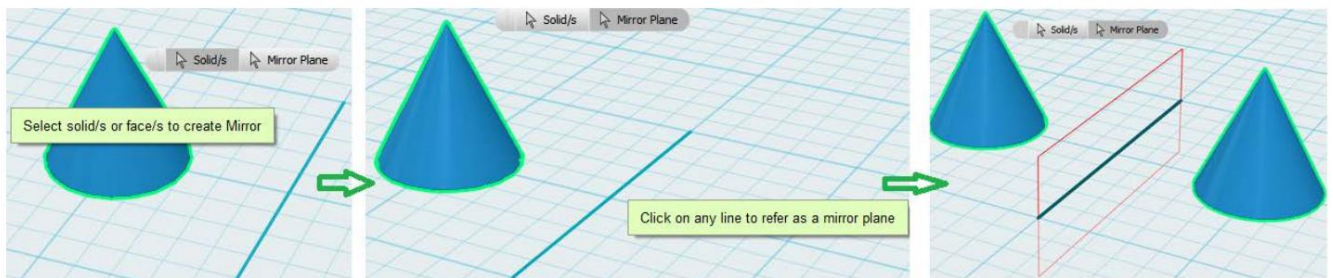 Solid/s Mirror Plane
Select solid/s or face/s to create Mirror
Solid/s Mirror Plane
Click on any line to refer as a mirror plane
Solid/s Mirror Plane